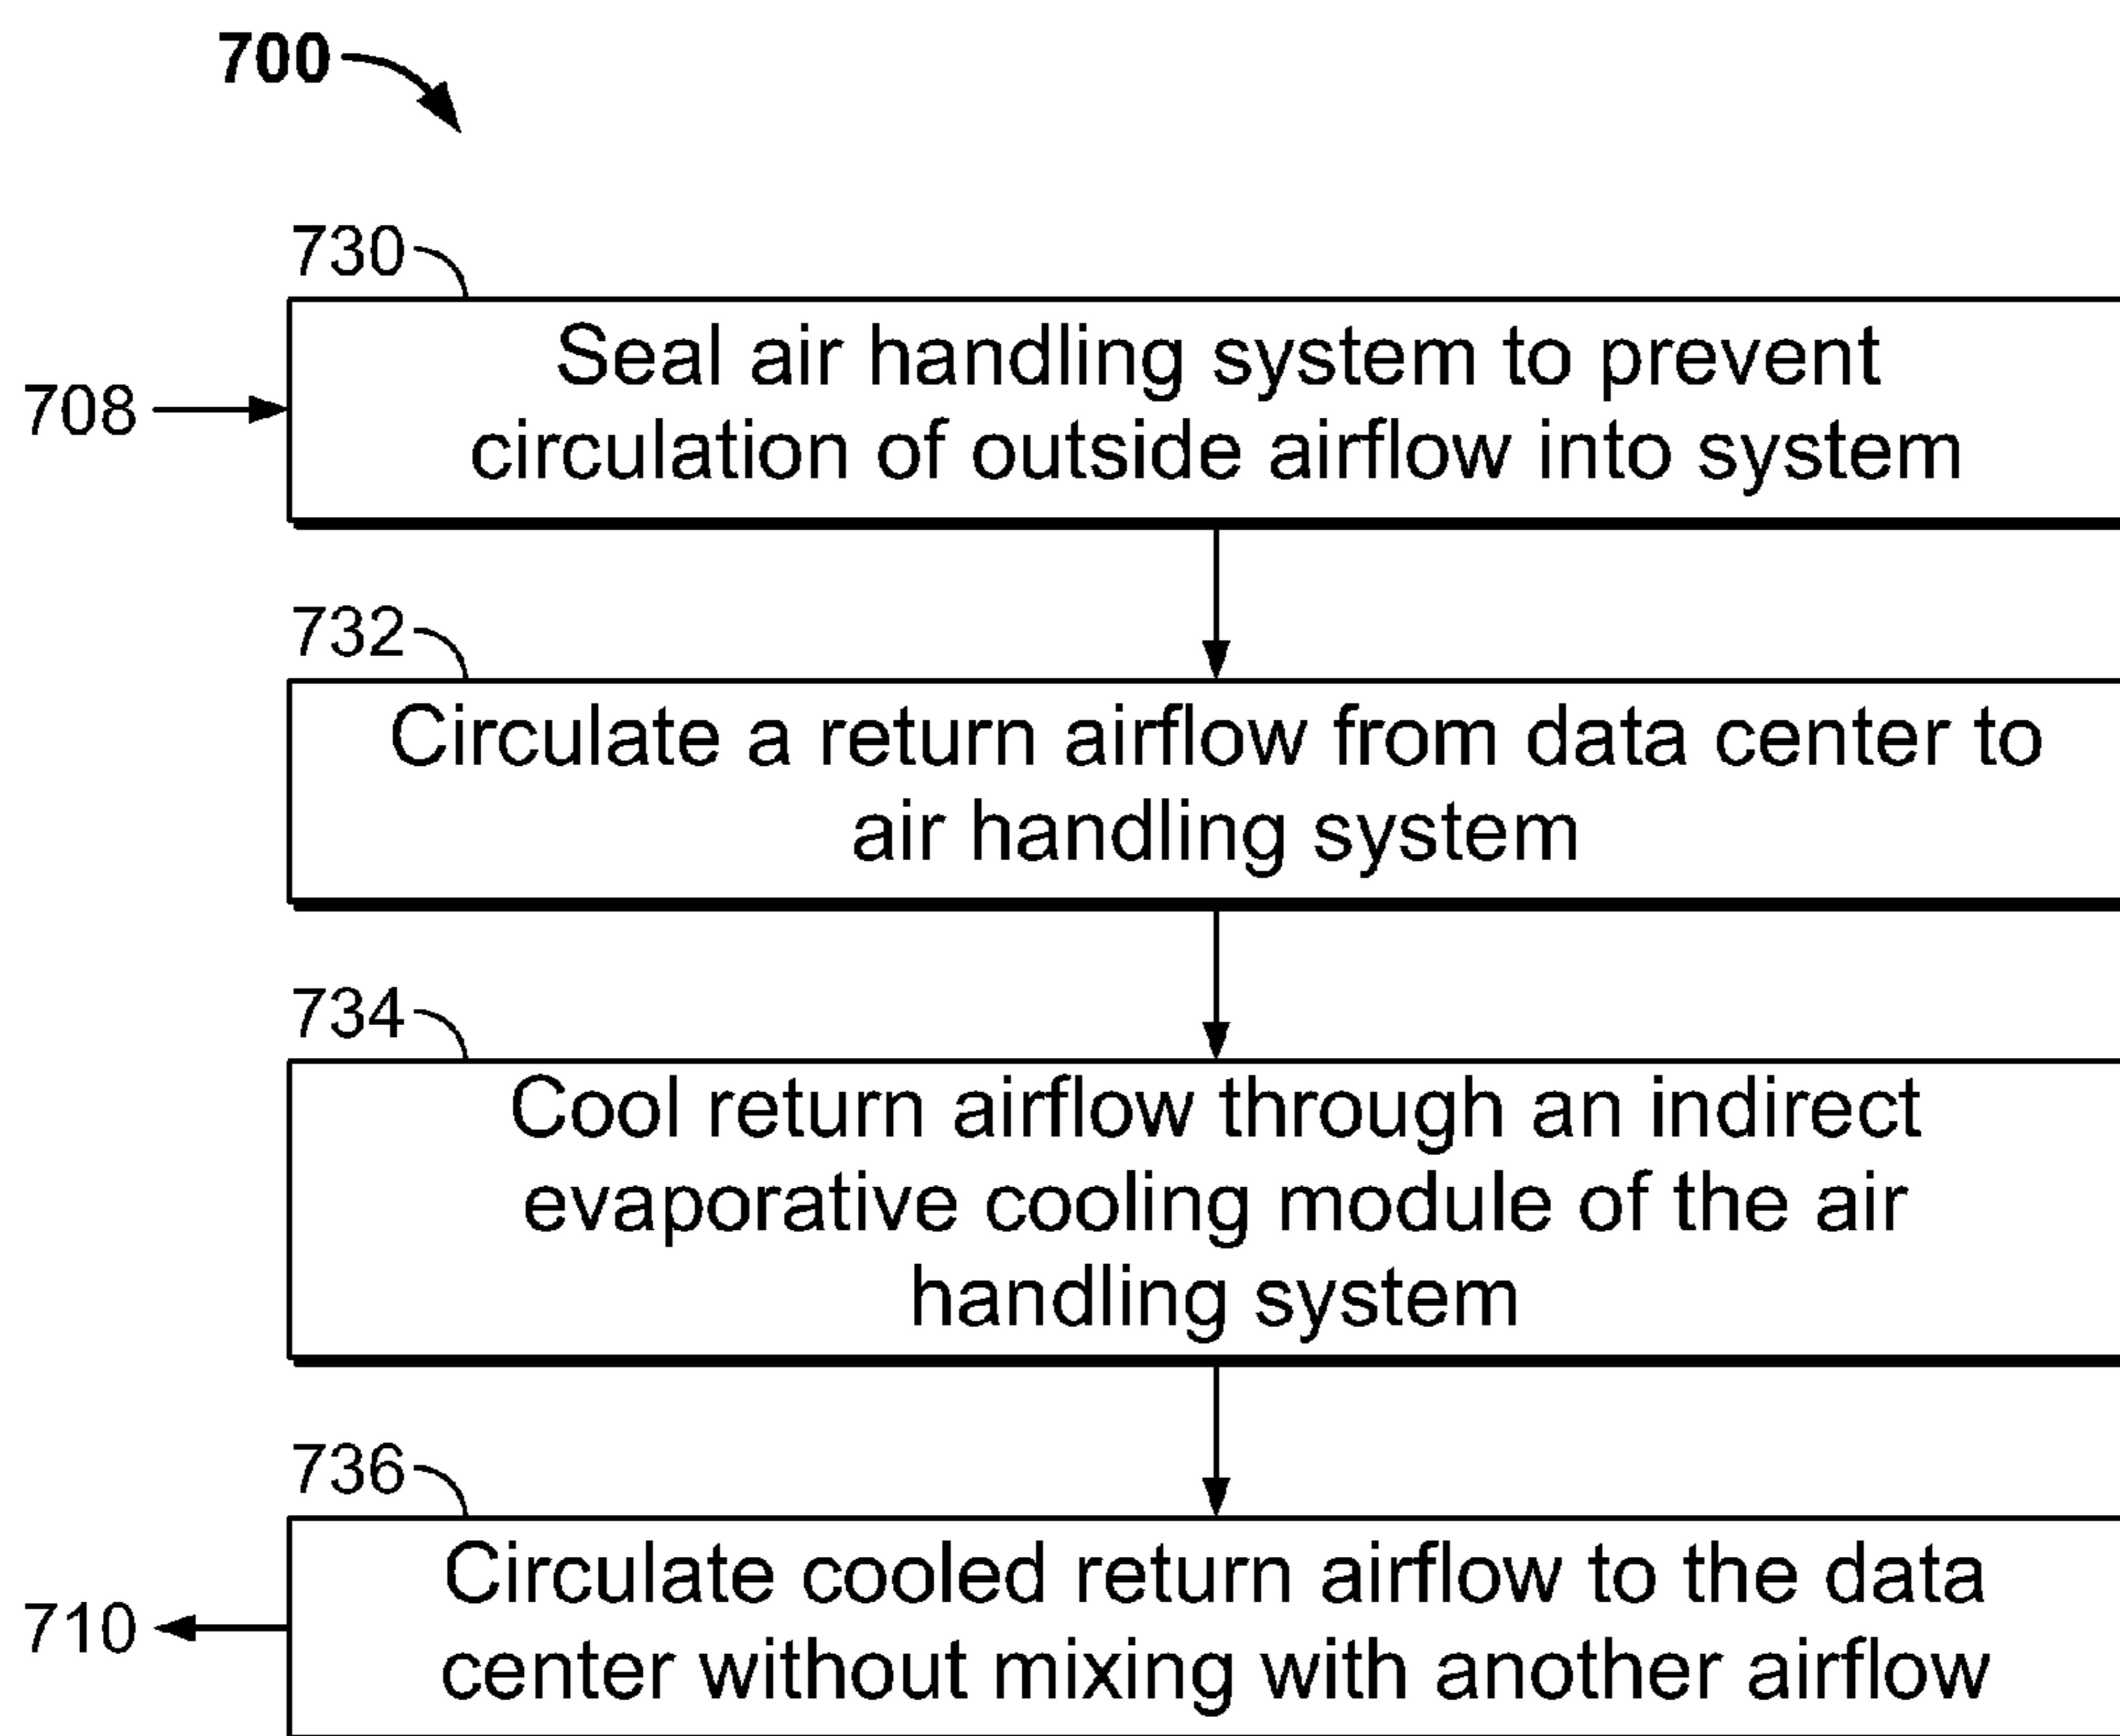 700
730
Seal air handling system to prevent
708
circulation of outside airflow into system
732
Circulate a return airflow from data center to
air handling system
734
Cool return airflow through an indirect
evaporative cooling module of the air
handling system
736
Circulate cooled return airflow to the data
710
center without mixing with another airflow